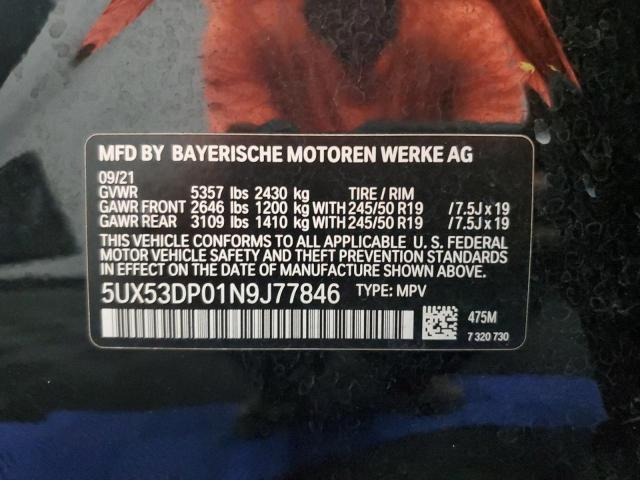 MFD BY BAYERISCHE MOTOREN WERKE AG
09/21
GVWR 5357 lbs 2430 kg TIRE / RIM
GAWR FRONT 2646 lbs 1200 kg WITH 245/50 R19 /7.5J x 19
GAWR REAR 3109 lbs 1410 kg WITH 245/50 R19 /7.5J x 19
THIS VEHICLE CONFORMS TO ALL APPLICABLE U. S. FEDERAL
MOTOR VEHICLE SAFETY AND THEFT PREVENTION STANDARDS
IN EFFECT ON THE DATE OF MANUFACTURE SHOWN ABOVE.
5UX53DP01N9J77846 TYPE: MPV
475M
7 320 730